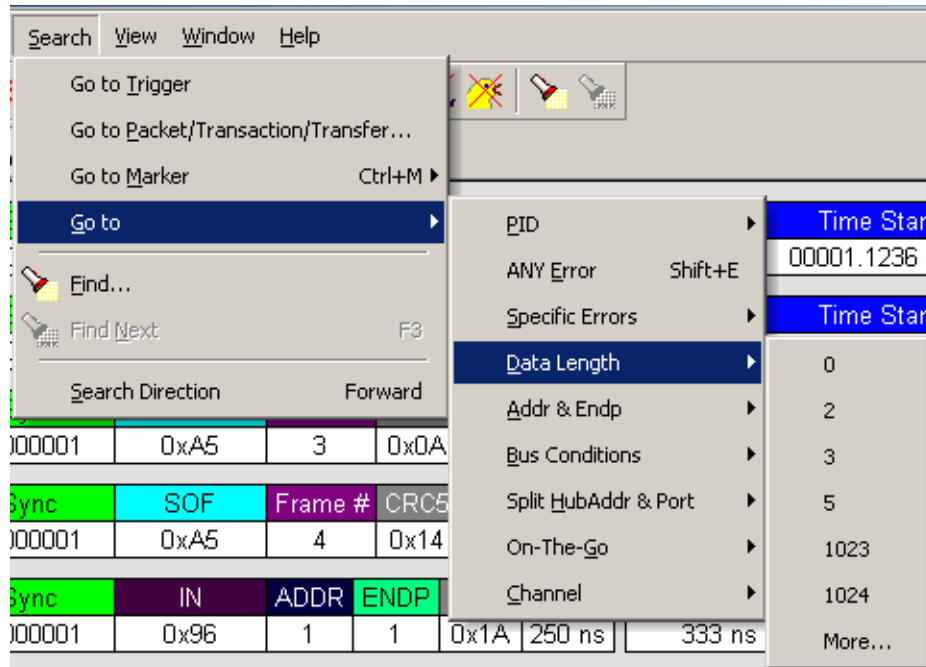 Search View Window Help
Go to Trigger
Go to Packet/Transaction/Transfer...
Go to Marker Ctrl+M
Go to
Find...
Find Next F3
Search Direction Forward
PID
ANY Error Shift+E
Specific Errors
Data Length
Addr & Endp
Bus Conditions
Split HubAddr & Port
On-The-Go
Channel
0
2
3
5
1023
1024
More...
Time Star
00001.1236
Time Star
000001 0xA5 3 0x0A
Sync SOF Frame # CRC5
000001 0xA5 4 0x14
Sync IN ADDR ENDP
000001 0x96 1 1 0x1A 250 ns 333 ns